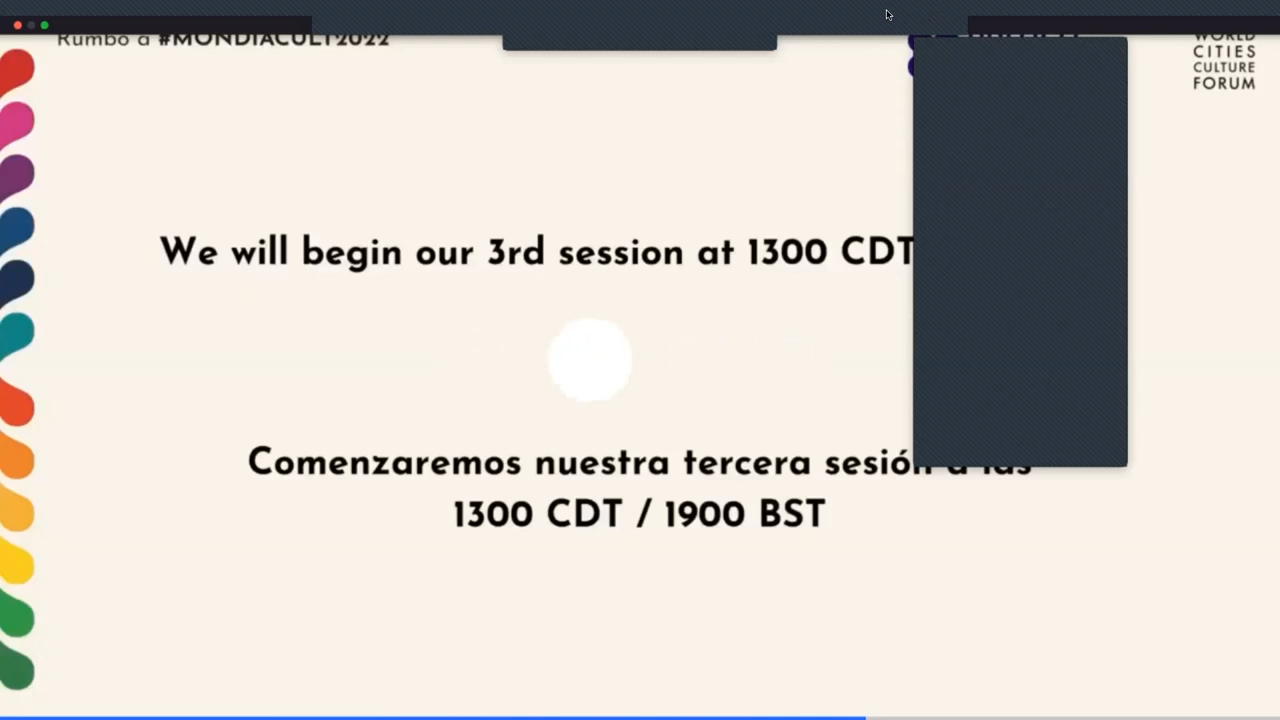 Rumbo a #MONDIACULT2022
WORLD
CITIES
CULTURE
FORUM
We will begin our 3rd session at 1300 CDT
Comenzaremos nuestra tercera sesión a las
1300 CDT / 1900 BST